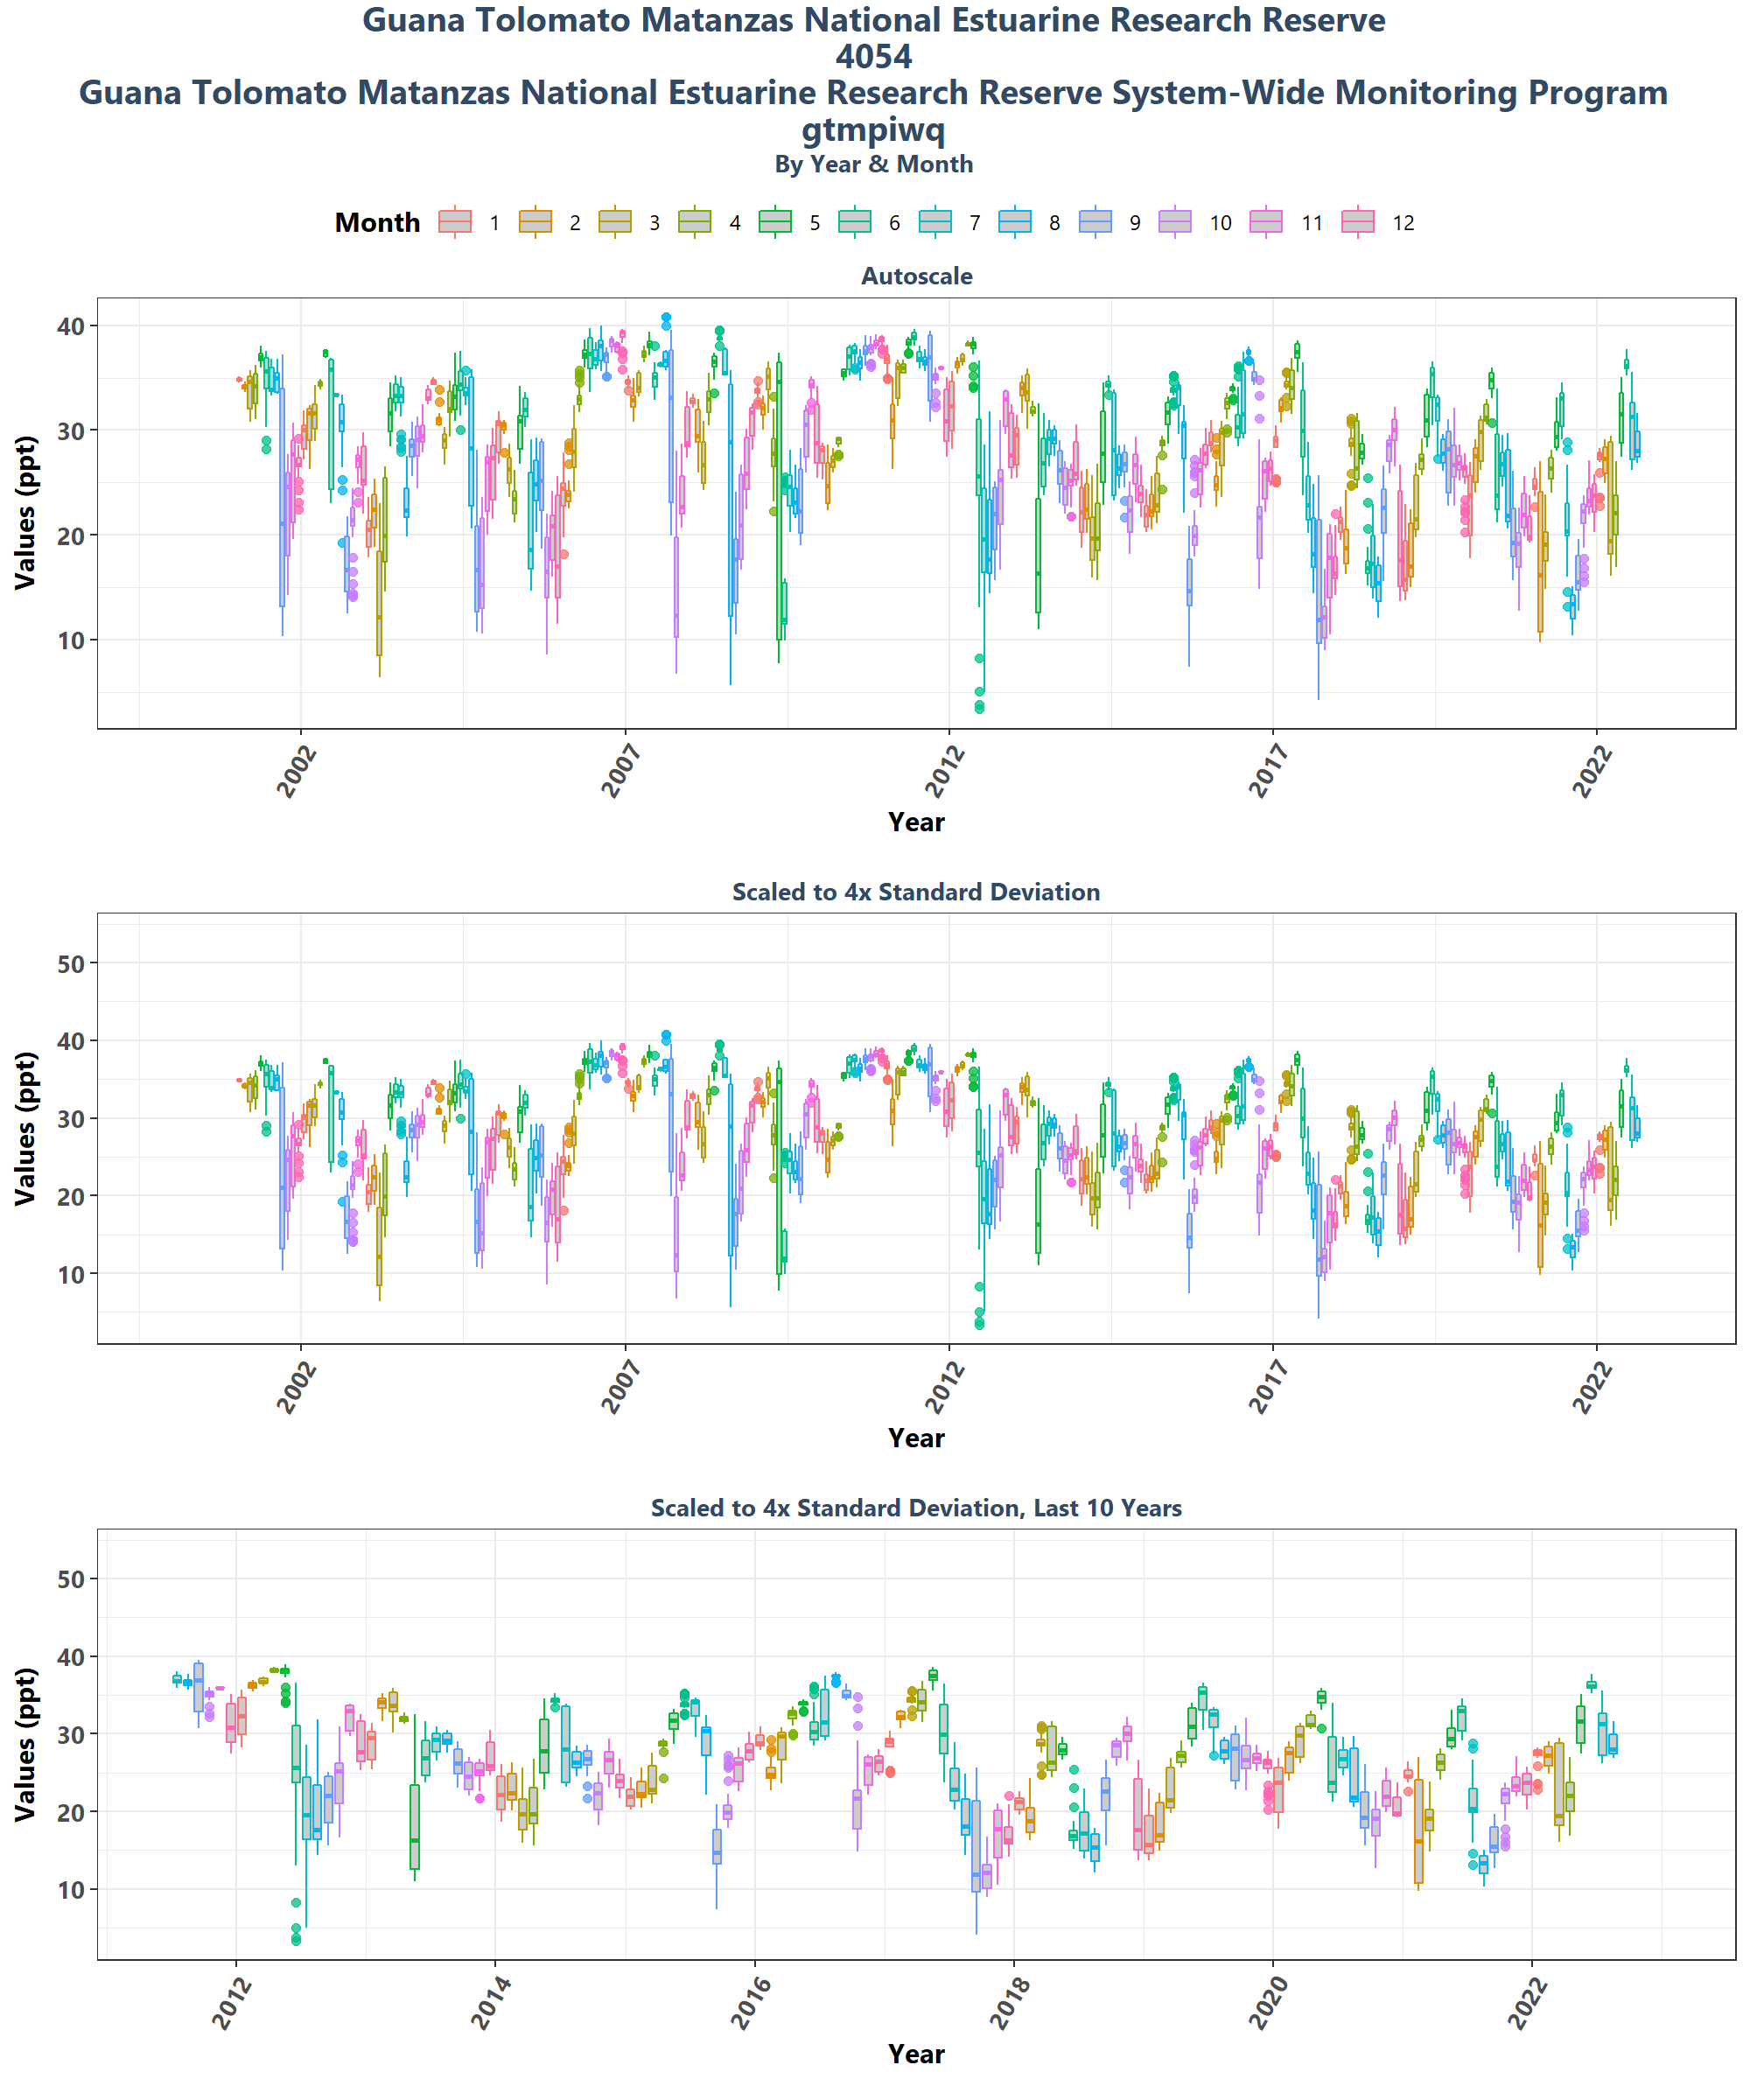 Guana Tolomato Matanzas National Estuarine Research Reserve
4054
Guana Tolomato Matanzas National Estuarine Research Reserve System-Wide Monitoring Program
gtmpiwq
By Year & Month
Month 1 2 3 4 5 6 7 8 9 10 11 12
Autoscale
Values (ppt)
40
30
20
10
2002 2007 2012 2017 2022
Year
Scaled to 4x Standard Deviation
Values (ppt)
50
40
30
20
10
2002 2007 2012 2017 2022
Year
Scaled to 4x Standard Deviation, Last 10 Years
Values (ppt)
50
40
30
20
10
2012 2014 2016 2018 2020 2022
Year